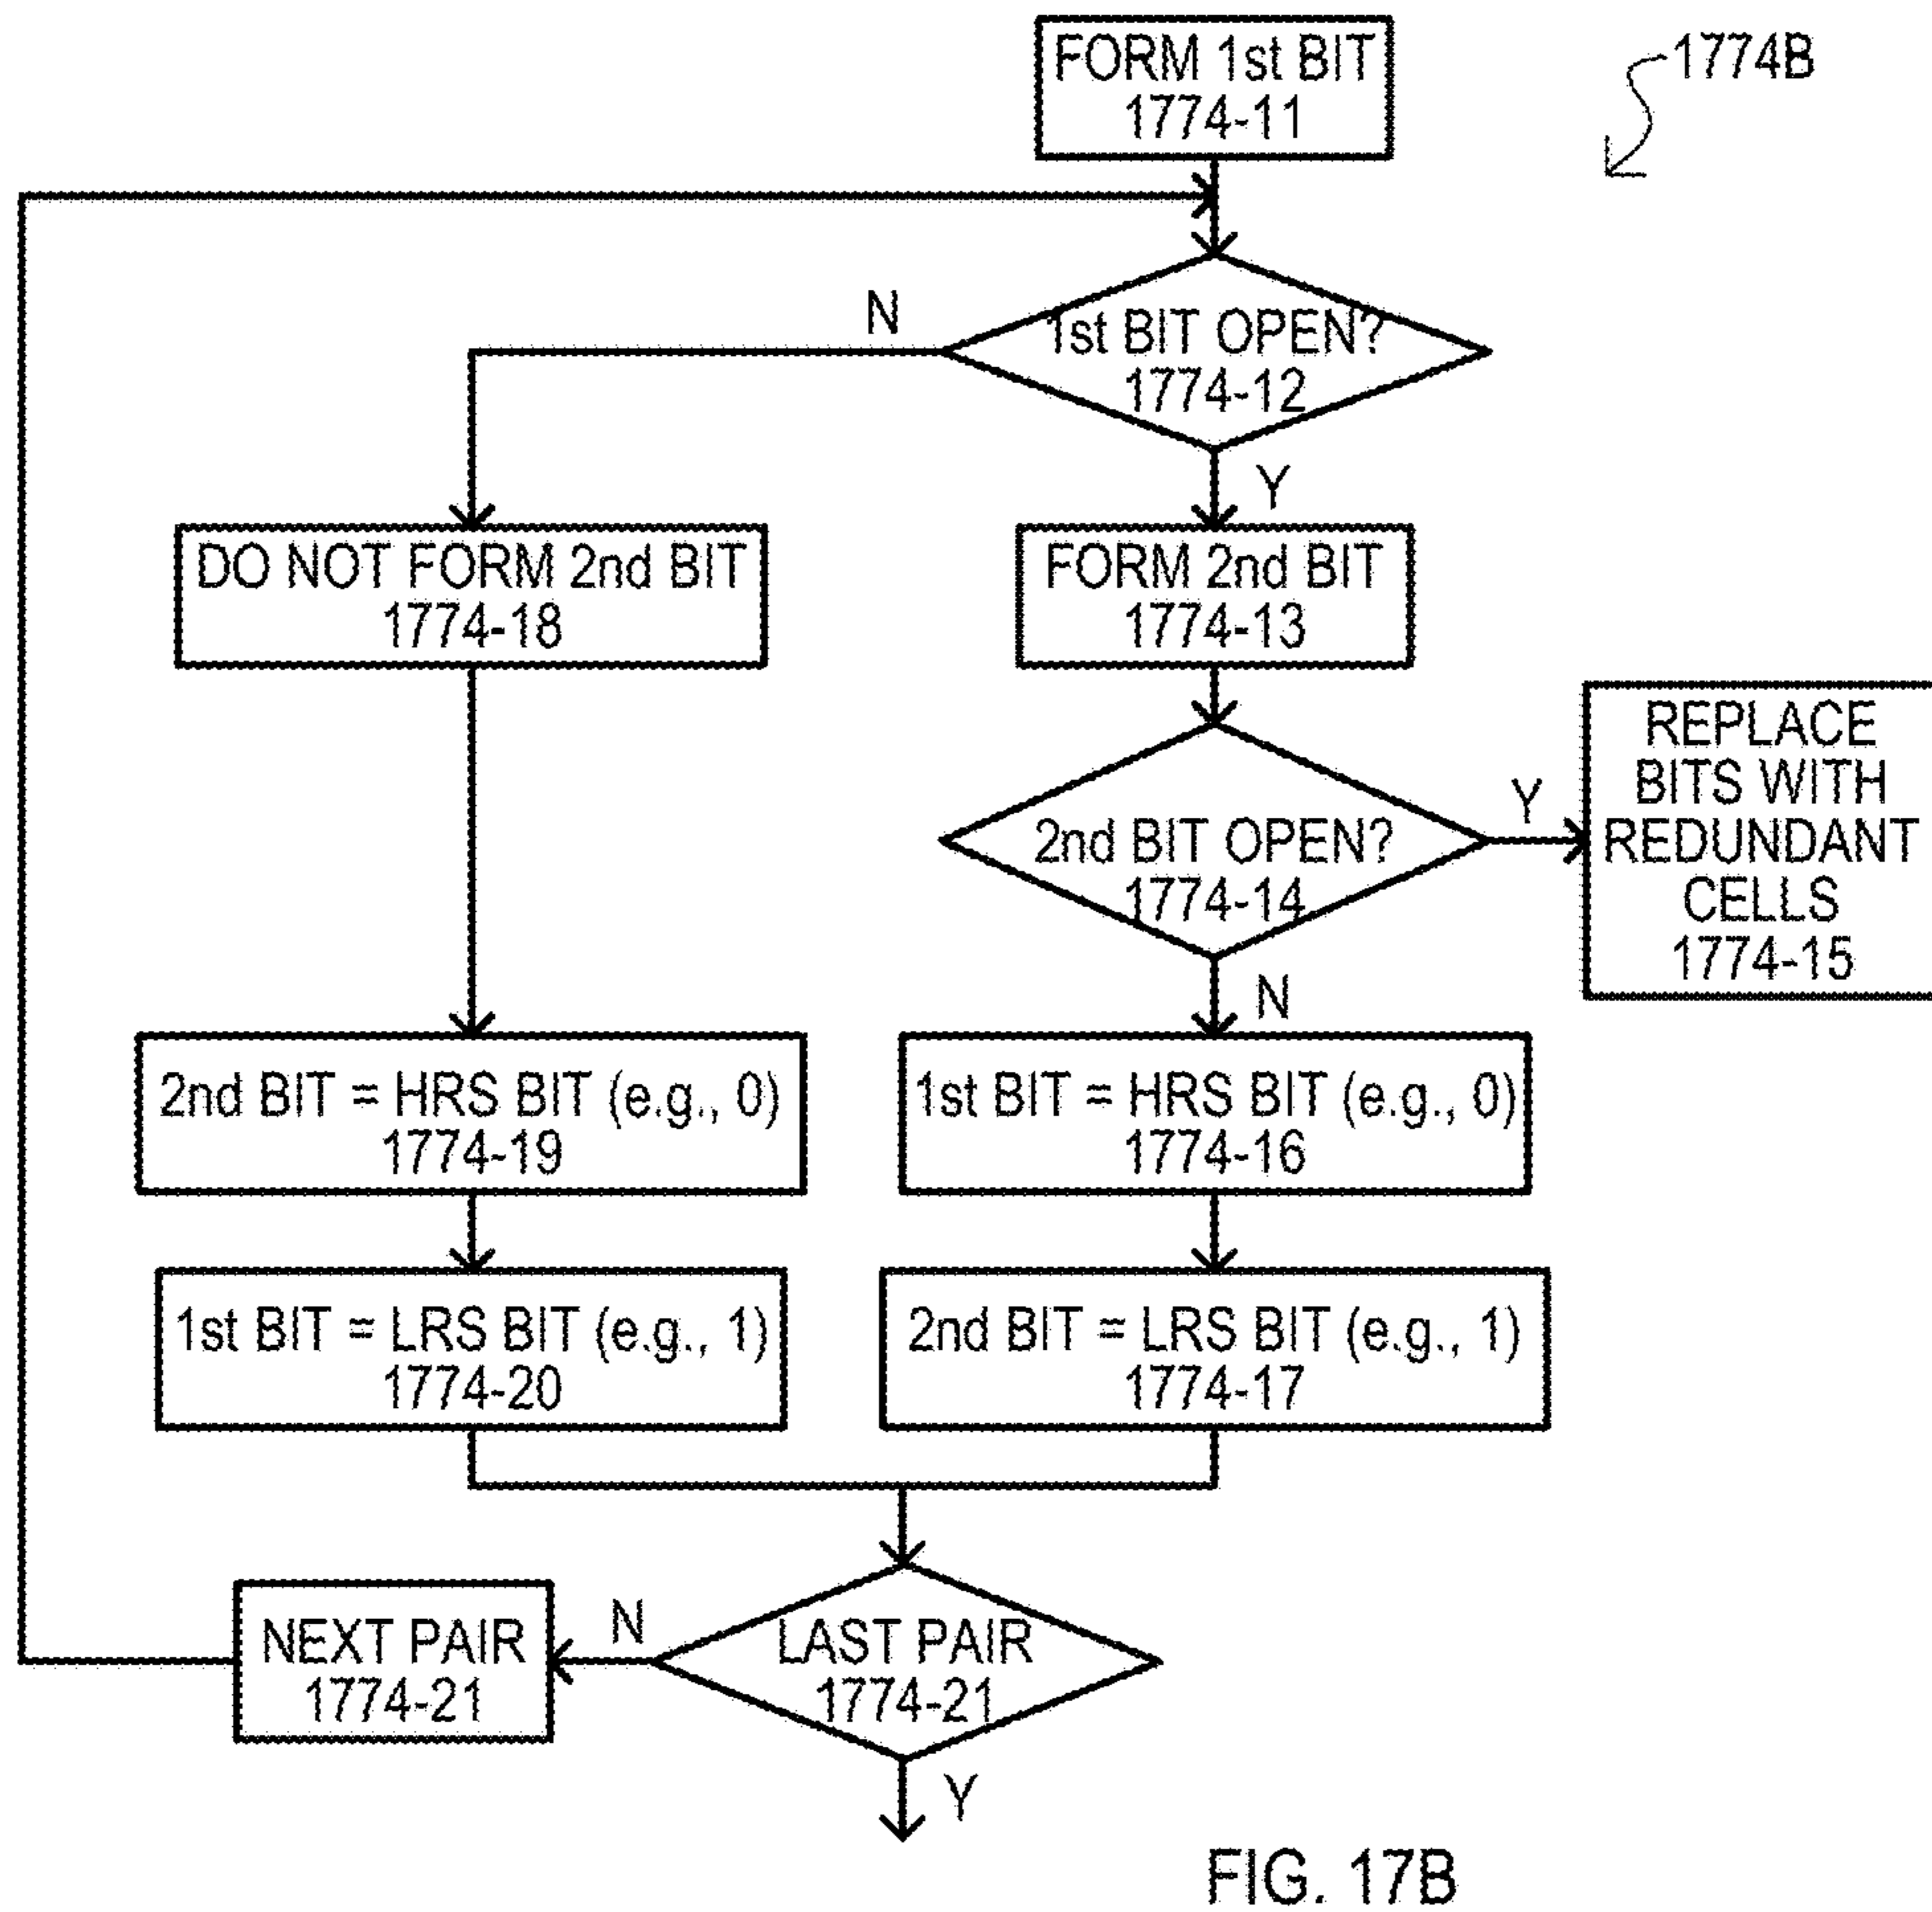 FORM 1st BIT
1774-11
1774B
N
1st BIT OPEN?
1774-12
Y
DO NOT FORM 2nd BIT
1774-18
FORM 2nd BIT
1774-13
2nd BIT OPEN?
1774-14
Y
REPLACE
BITS WITH
REDUNDANT
CELLS
1774-15
N
2nd BIT = HRS BIT (e.g., 0)
1774-19
1st BIT = HRS BIT (e.g., 0)
1774-16
1st BIT = LRS BIT (e.g., 1)
1774-20
2nd BIT = LRS BIT (e.g., 1)
1774-17
NEXT PAIR
1774-21
N
LAST PAIR
1774-21
Y
FIG. 17B